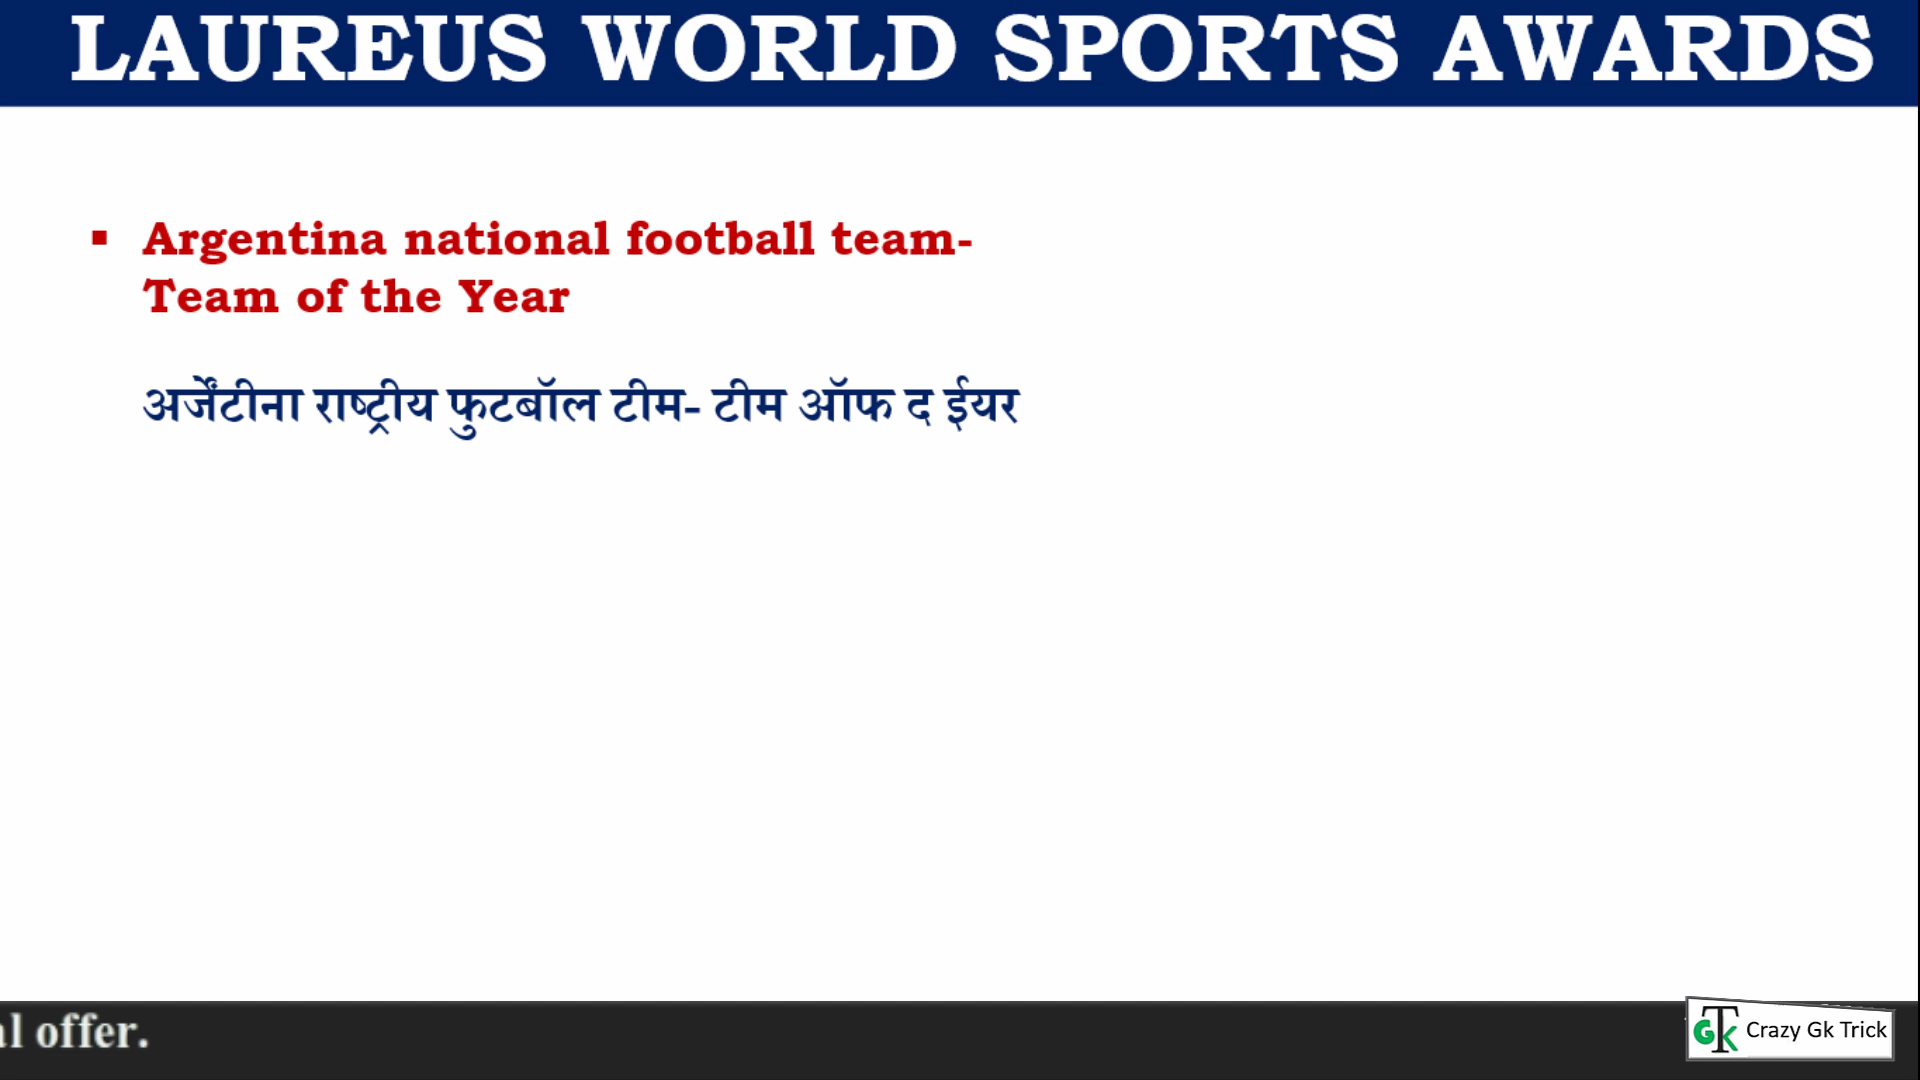 LAUREUS WORLD SPORTS AWARDS
▪ Argentina national football team-
Team of the Year
अर्जेंटीना राष्ट्रीय फुटबॉल टीम- टीम ऑफ द ईयर
offer.
GTK Crazy Gk Trick